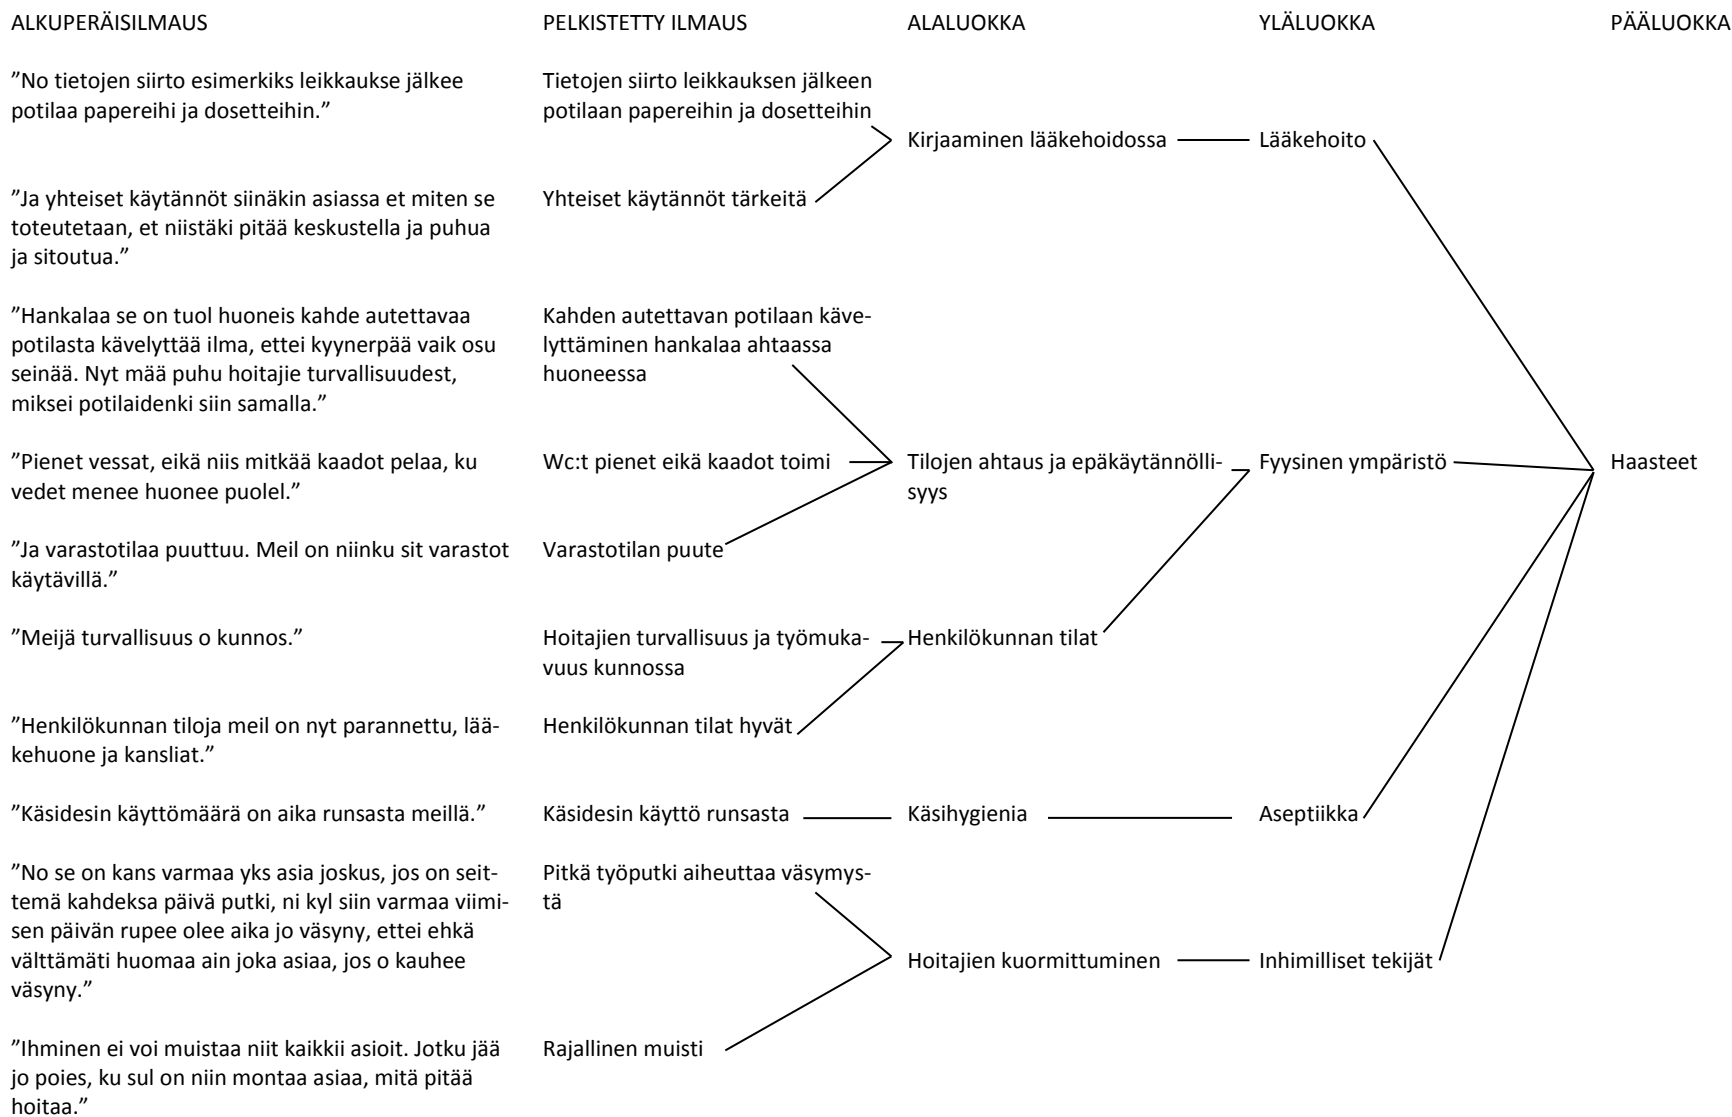 ALKUPERÄISILMAUS PELKISTETTY ILMAUS ALALUOKKA YLÄLUOKKA PÄÄLUOKKA
”No tietojen siirto esimerkiks leikkaukse jälkee
potilaa papereihi ja dosetteihin.”
Tietojen siirto leikkauksen jälkeen
potilaan papereihin ja dosetteihin
Kirjaaminen lääkehoidossa
Lääkehoito
”Ja yhteiset käytännöt siinäkin asiassa et miten se
toteutetaan, et niistäki pitää keskustella ja puhua
ja sitoutua.”
Yhteiset käytännöt tärkeitä
”Hankalaa se on tuol huoneis kahde autettavaa
potilasta kävelyttää ilma, ettei kyynerpää vaik osu
seinää. Nyt mää puhu hoitajie turvallisuudest,
miksei potilaidenki siin samalla.”
Kahden autettavan potilaan käve-
lyttäminen hankalaa ahtaassa
huoneessa
”Pienet vessat, eikä niis mitkää kaadot pelaa, ku
vedet menee huonee puolel.”
Wc:t pienet eikä kaadot toimi
Tilojen ahtaus ja epäkäytännölli-
syys
Fyysinen ympäristö
Haasteet
”Ja varastotilaa puuttuu. Meil on niinku sit varastot
käytävillä.”
Varastotilan puute
”Meijä turvallisuus o kunnos.”
Hoitajien turvallisuus ja työmuka-
vuus kunnossa
Henkilökunnan tilat
”Henkilökunnan tiloja meil on nyt parannettu, lää-
kehuone ja kansliat.”
Henkilökunnan tilat hyvät
”Käsidesin käyttömäärä on aika runsasta meillä.”
Käsidesin käyttö runsasta
Käsihygienia
Aseptiikka
”No se on kans varmaa yks asia joskus, jos on seit-
temä kahdeksa päivä putki, ni kyl siin varmaa viimi-
sen päivän rupee olee aika jo väsyny, ettei ehkä
välttämäti huomaa ain joka asiaa, jos o kauhee
väsyny.”
Pitkä työputki aiheuttaa väsymys-
tä
Hoitajien kuormittuminen
Inhimilliset tekijät
”Ihminen ei voi muistaa niit kaikkii asioit. Jotku jää
jo poies, ku sul on niin montaa asiaa, mitä pitää
hoitaa.”
Rajallinen muisti